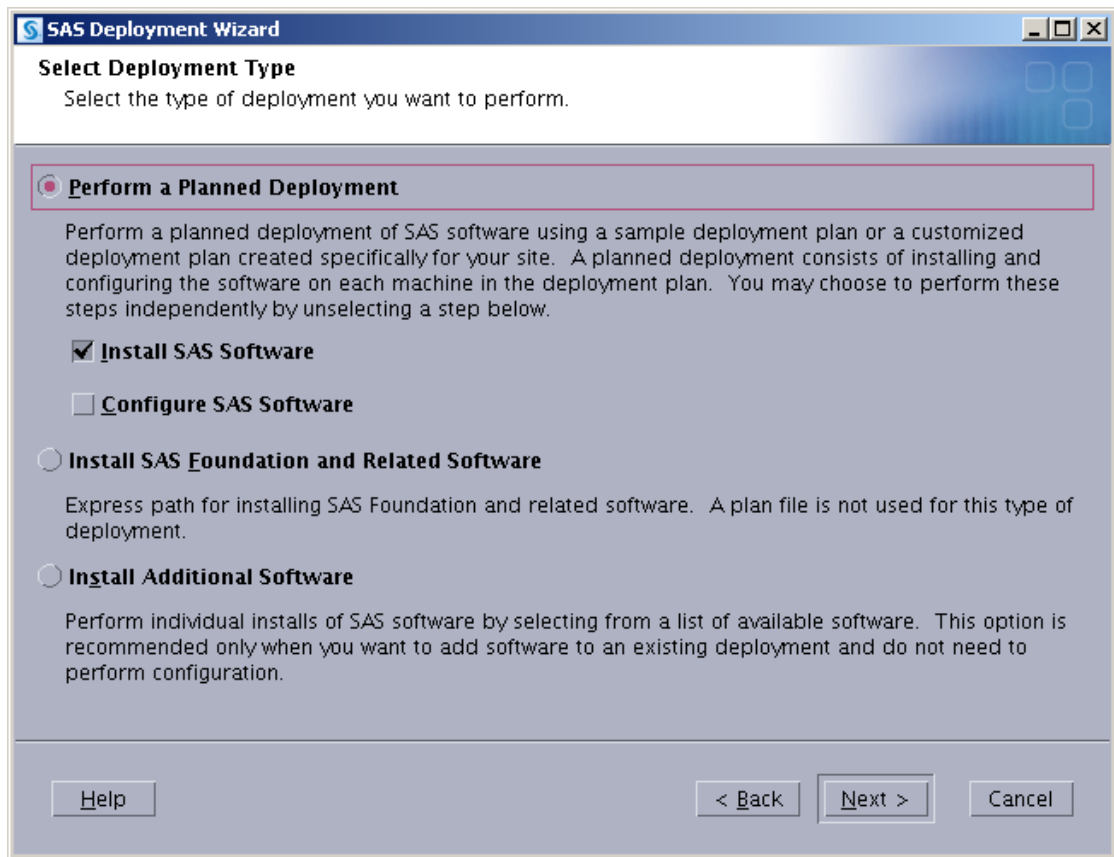 SAS Deployment Wizard
Select Deployment Type
Select the type of deployment you want to perform.
Perform a Planned Deployment
Perform a planned deployment of SAS software using a sample deployment plan or a customized
deployment plan created specifically for your site.  A planned deployment consists of installing and
configuring the software on each machine in the deployment plan.  You may choose to perform these
steps independently by unselecting a step below.
Install SAS Software
Configure SAS Software
Install SAS Foundation and Related Software
Express path for installing SAS Foundation and related software.  A plan file is not used for this type of
deployment.
Install Additional Software
Perform individual installs of SAS software by selecting from a list of available software.  This option is
recommended only when you want to add software to an existing deployment and do not need to
perform configuration.
Help
< Back
Next >
Cancel